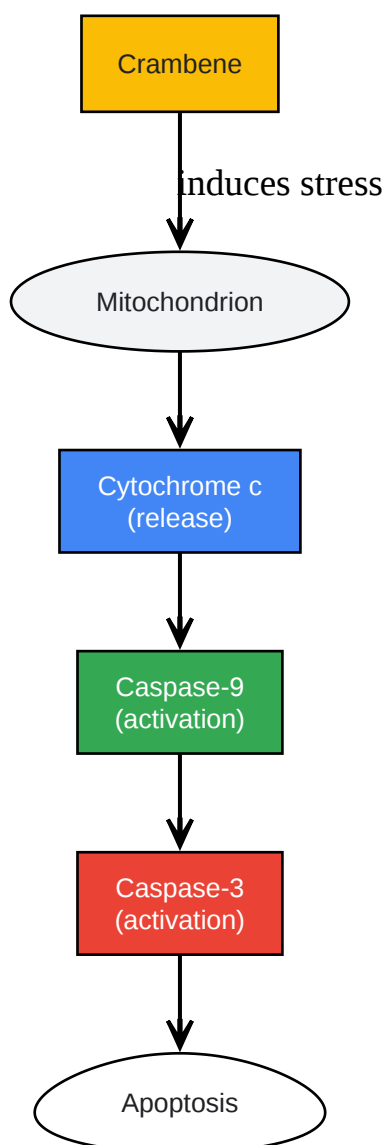 Crambene
induces stress
Mitochondrion
Cytochrome c
(release)
Caspase-9
(activation)
Caspase-3
(activation)
Apoptosis